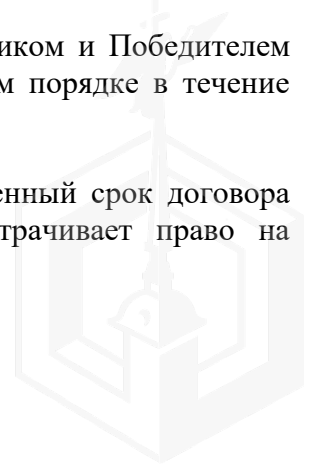 иком и Победителем
м порядке в течение
енный срок договора
трачивает право на